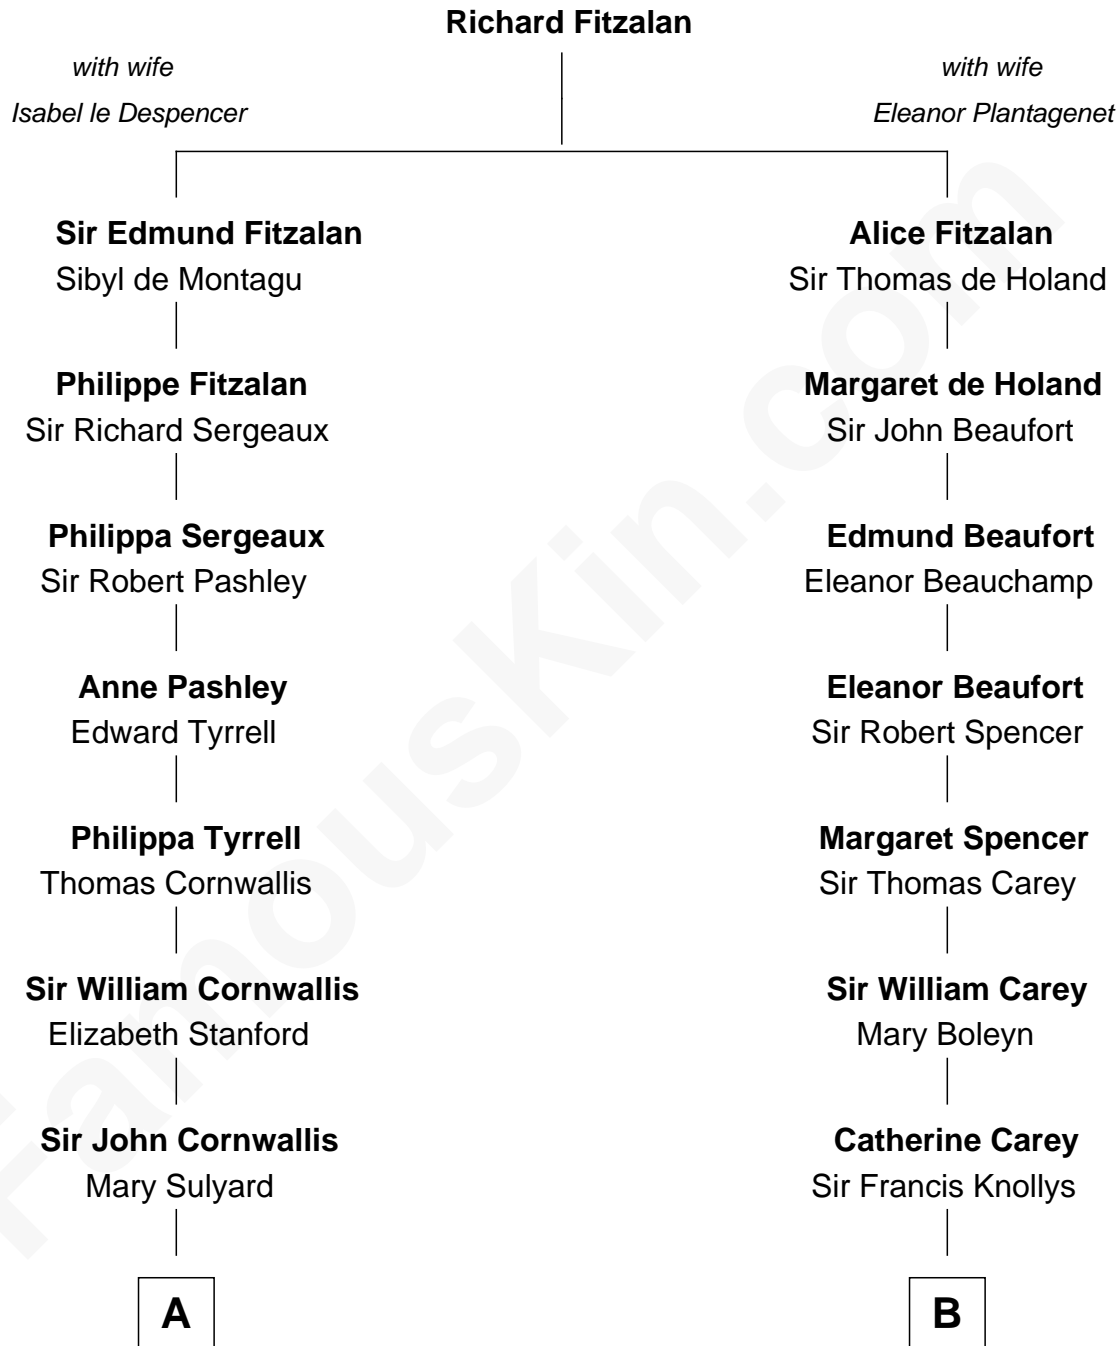 Richard Fitzalan
with wife
Isabel le Despencer
with wife
Eleanor Plantagenet
Sir Edmund Fitzalan
Sibyl de Montagu
Alice Fitzalan
Sir Thomas de Holand
Philippe Fitzalan
Sir Richard Sergeaux
Margaret de Holand
Sir John Beaufort
Philippa Sergeaux
Sir Robert Pashley
Edmund Beaufort
Eleanor Beauchamp
Anne Pashley
Edward Tyrrell
Eleanor Beaufort
Sir Robert Spencer
Philippa Tyrrell
Thomas Cornwallis
Margaret Spencer
Sir Thomas Carey
Sir William Cornwallis
Elizabeth Stanford
Sir William Carey
Mary Boleyn
Sir John Cornwallis
Mary Sulyard
Catherine Carey
Sir Francis Knollys
A
B
FamousKin.com